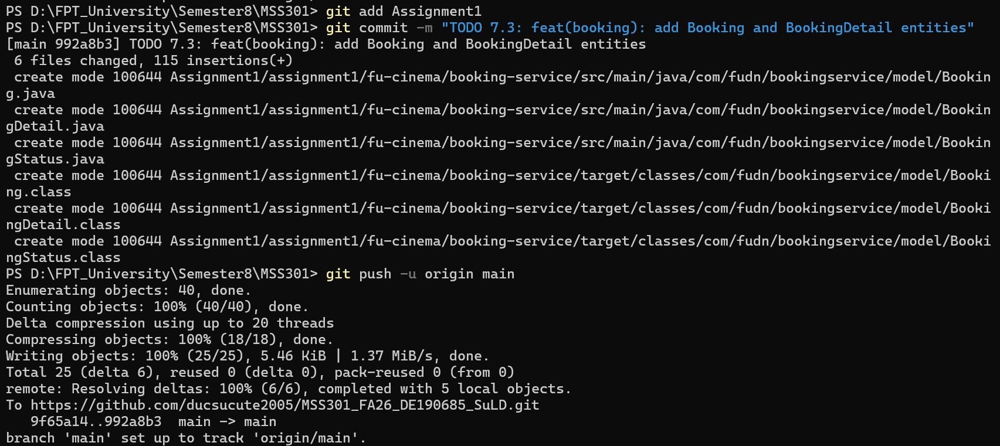 PS D:\FPT_University\Semester8\MSS301> git add Assignment1
PS D:\FPT_University\Semester8\MSS301> git commit -m "TODO 7.3: feat(booking): add Booking and BookingDetail entities"
[main 992a8b3] TODO 7.3: feat(booking): add Booking and BookingDetail entities
 6 files changed, 115 insertions(+)
 create mode 100644 Assignment1/assignment1/fu-cinema/booking-service/src/main/java/com/fudn/bookingservice/model/Bookin
g.java
 create mode 100644 Assignment1/assignment1/fu-cinema/booking-service/src/main/java/com/fudn/bookingservice/model/Bookin
gDetail.java
 create mode 100644 Assignment1/assignment1/fu-cinema/booking-service/src/main/java/com/fudn/bookingservice/model/Bookin
gStatus.java
 create mode 100644 Assignment1/assignment1/fu-cinema/booking-service/target/classes/com/fudn/bookingservice/model/Booki
ng.class
 create mode 100644 Assignment1/assignment1/fu-cinema/booking-service/target/classes/com/fudn/bookingservice/model/Booki
ngDetail.class
 create mode 100644 Assignment1/assignment1/fu-cinema/booking-service/target/classes/com/fudn/bookingservice/model/Booki
ngStatus.class
PS D:\FPT_University\Semester8\MSS301> git push -u origin main
Enumerating objects: 40, done.
Counting objects: 100% (40/40), done.
Delta compression using up to 20 threads
Compressing objects: 100% (18/18), done.
Writing objects: 100% (25/25), 5.46 KiB | 1.37 MiB/s, done.
Total 25 (delta 6), reused 0 (delta 0), pack-reused 0 (from 0)
remote: Resolving deltas: 100% (6/6), completed with 5 local objects.
To https://github.com/ducsucute2005/MSS301_FA26_DE190685_SuLD.git
   9f65a14..992a8b3  main -> main
branch 'main' set up to track 'origin/main'.